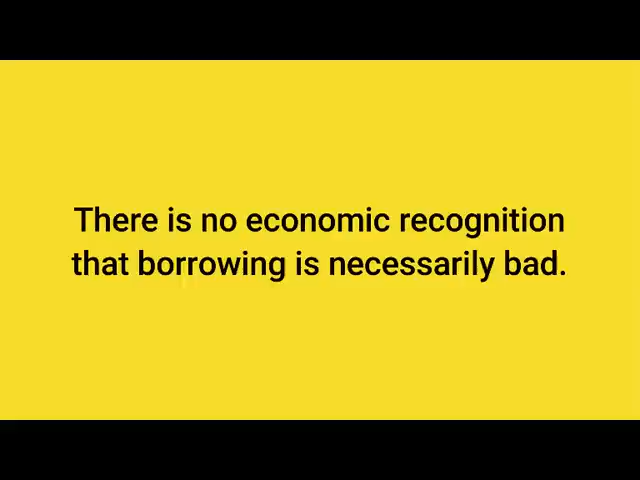 There is no economic recognition
that borrowing is necessarily bad.